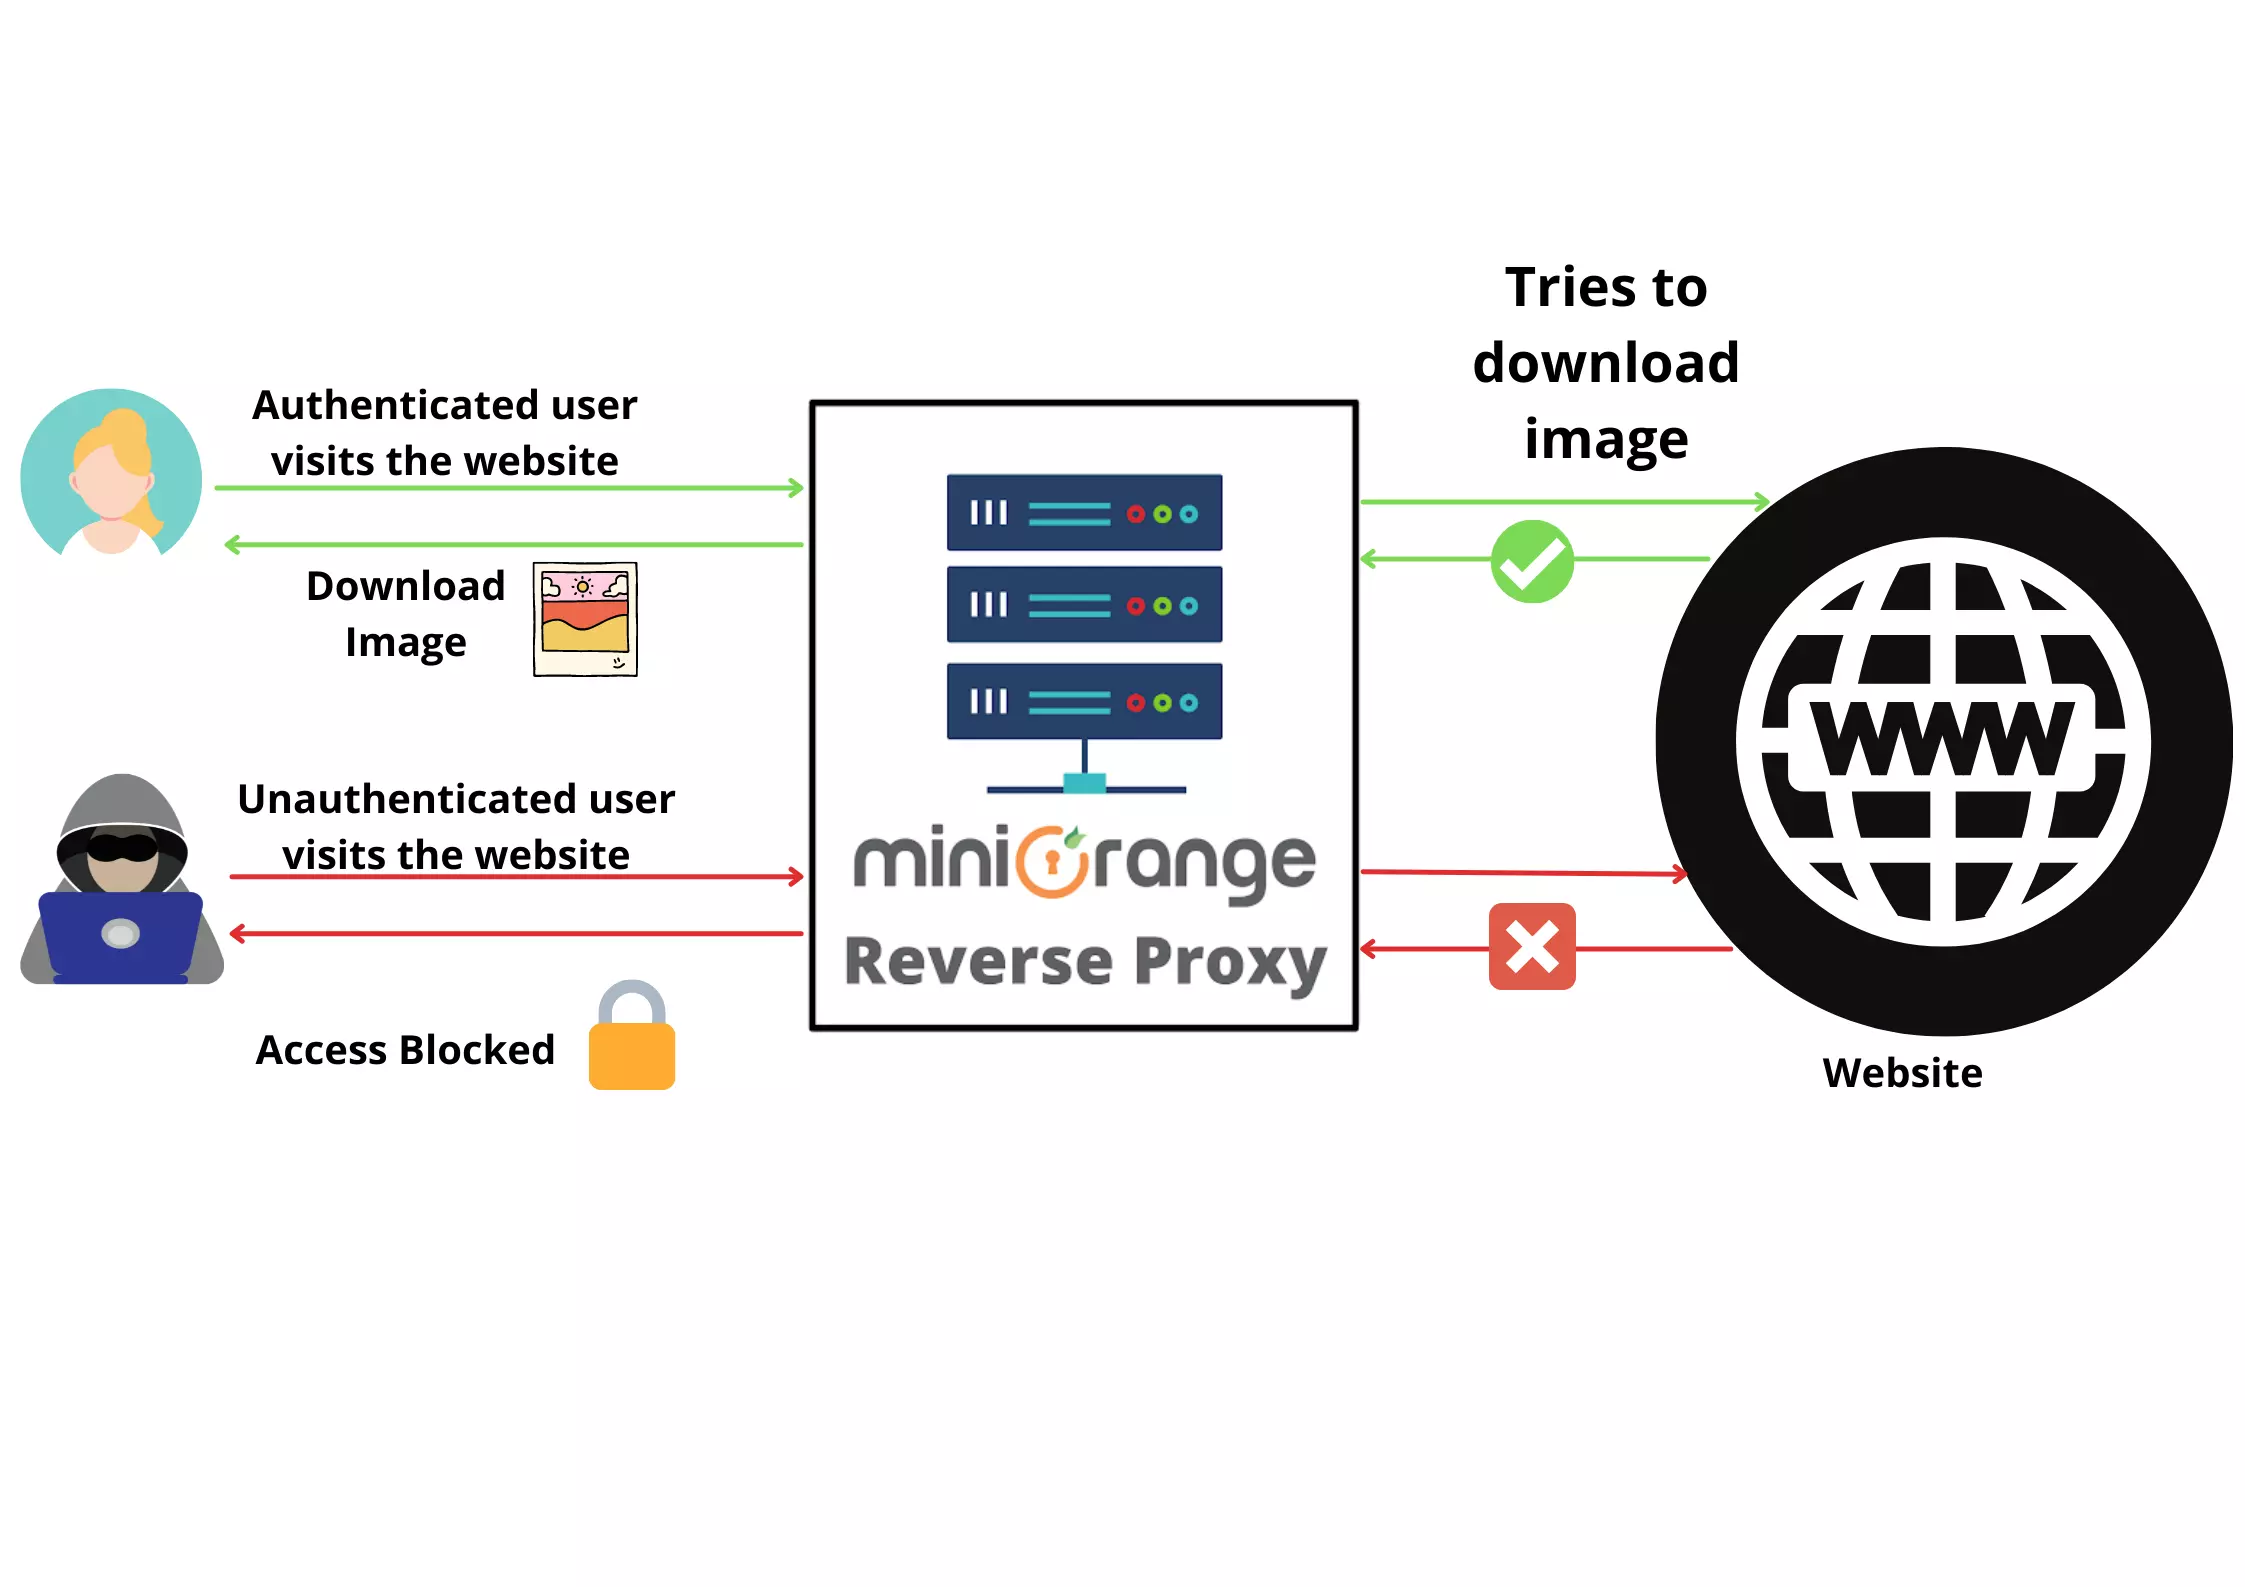 Tries to
download
image
Authenticated user
visits the website
Download
Image
Unauthenticated user
visits the website
Access Blocked
miniOrange
Reverse Proxy
WWW
Website